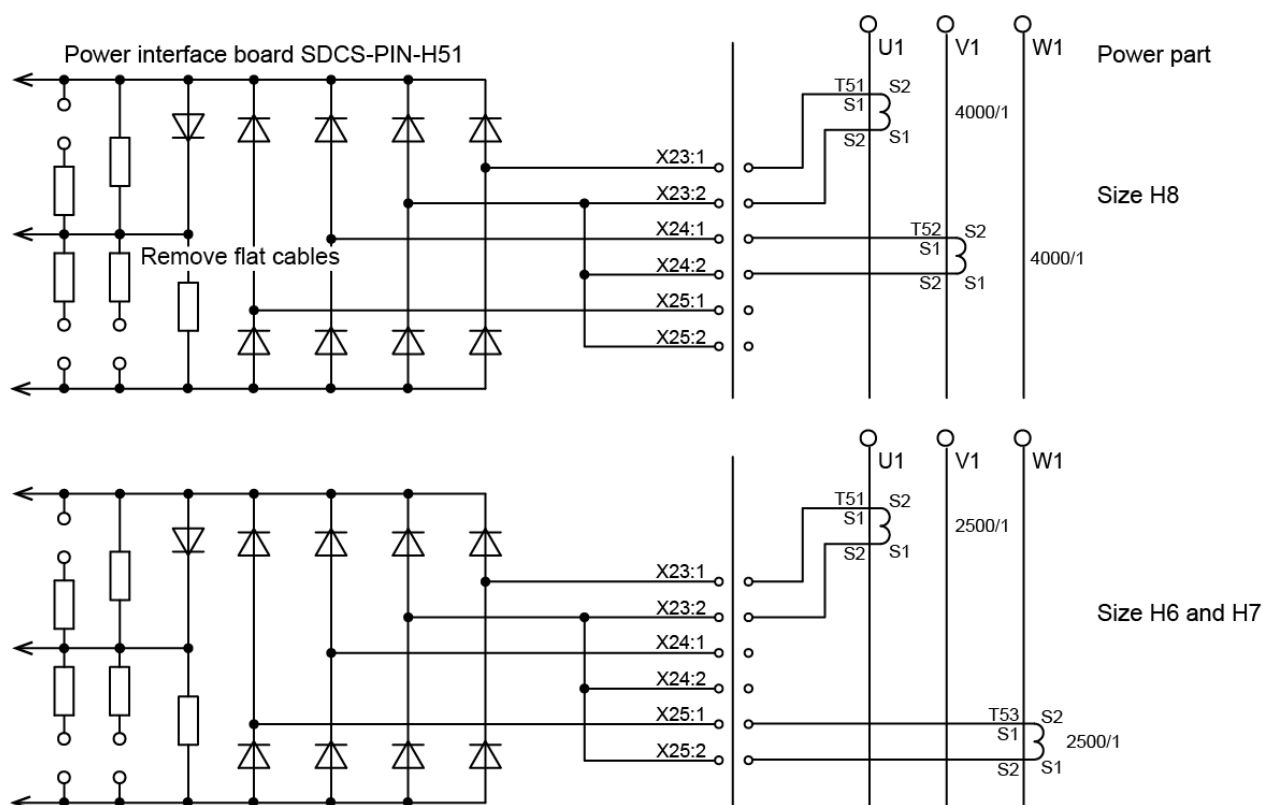 Power interface board SDCS-PIN-H51
U1
V1
W1
Power part
T51
S2
S1
4000/1
S2
S1
X23:1
X23:2
Size H8
X24:1
T52
S2
S1
Remove flat cables
4000/1
X24:2
S2
S1
X25:1
X25:2
U1
V1
W1
T51
S2
S1
2500/1
S2
S1
X23:1
X23:2
Size H6 and H7
X24:1
X24:2
X25:1
T53
S2
S1
2500/1
X25:2
S2
S1